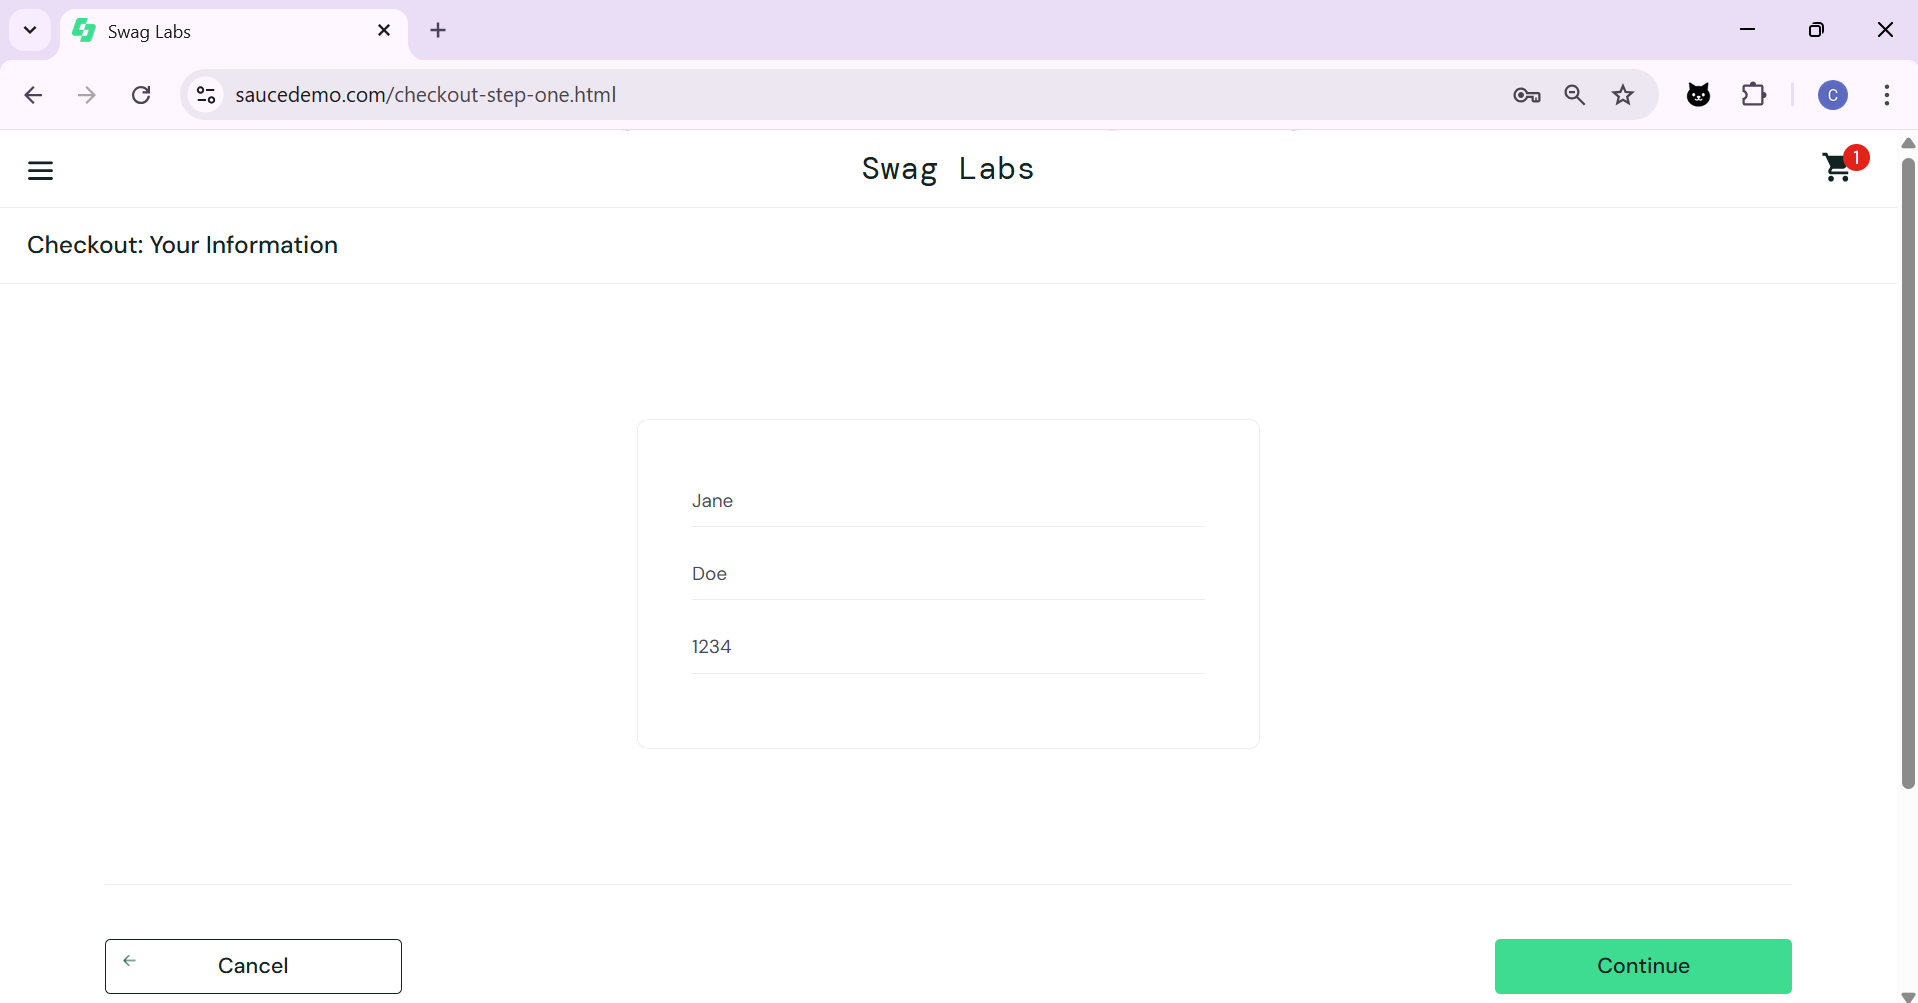 Swag Labs
saucedemo.com/checkout-step-one.html
C
Swag Labs
1
Checkout: Your Information
Jane
Doe
1234
Cancel
Continue